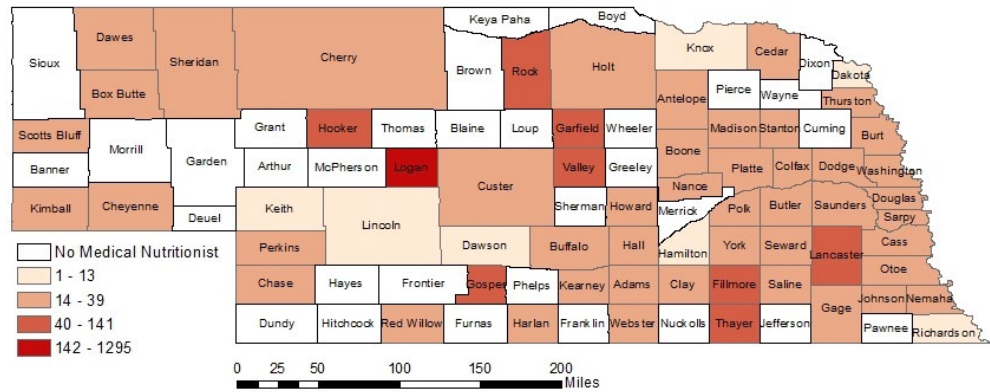 Keya Paha Boyd
Dawes Knox Cedar
Sioux Sheridan Cherry Dixon
Brown Rock Holt Dakota
Box Butte Pierce Wayne
Antelope Thurston
Scotts Bluff Grant Hooker Thomas Blaine Loup Garfield Wheeler Madison Stanton Cuming Burt
Morrill Garden Boone
Banner Arthur McPherson Logan Valley Greeley Platte Colfax Dodge Washington
Custer Nance
Kimball Cheyenne Keith Sherman Howard Merrick Polk Butler Saunders Douglas
Deuel Lincoln Sarpy
Perkins Dawson Buffalo Hall Hamilton York Seward Lancaster Cass
Otoe
Chase Hayes Frontier Gosper Phelps Kearney Adams Clay Fillmore Saline
Gage Johnson Nemaha
Dundy Hitchcock Red Willow Furnas Harlan Franklin Webster Nuckolls Thayer Jefferson Pawnee Richardson
No Medical Nutritionist
1 - 13
14 - 39
40 - 141
142 - 1295
0 25 50 100 150 200
Miles